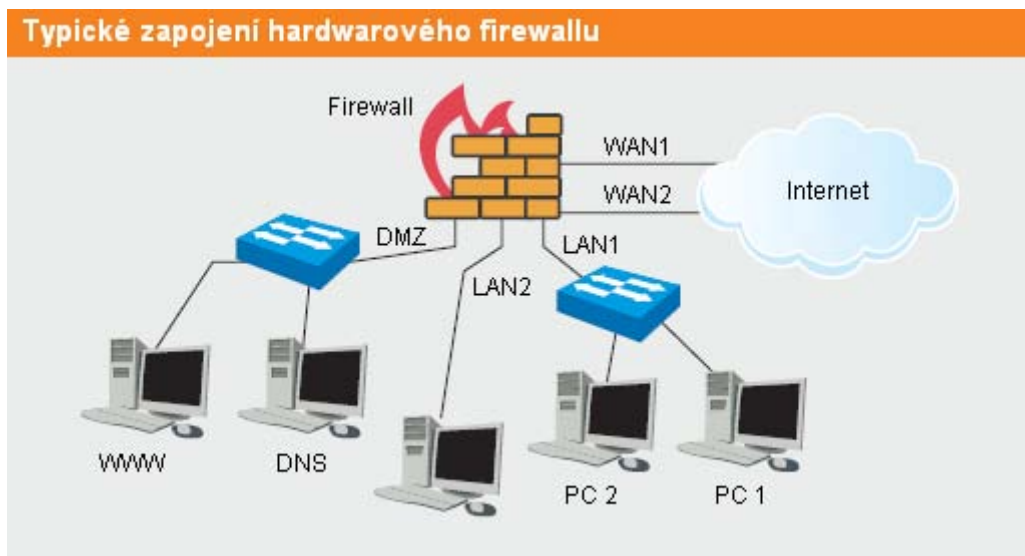 Typické zapojení hardwarového firewallu
Firewall
WAN1
WAN2
Internet
DMZ
LAN1
LAN2
WWW
DNS
PC 2
PC 1